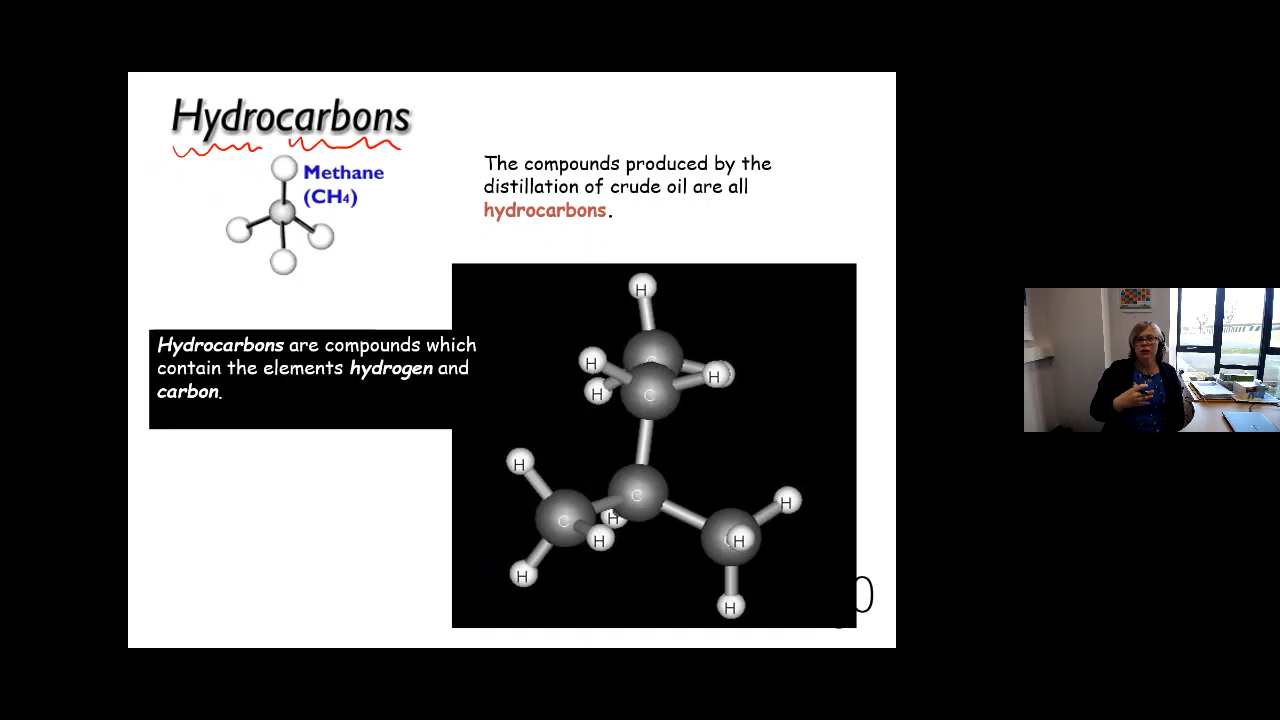 Hydrocarbons
Methane
(CH4)
The compounds produced by the
distillation of crude oil are all
hydrocarbons.
Hydrocarbons are compounds which
contain the elements hydrogen and
carbon.
H
C
H
H
H
C
H
C
C
H
H
H
H
H
H
0